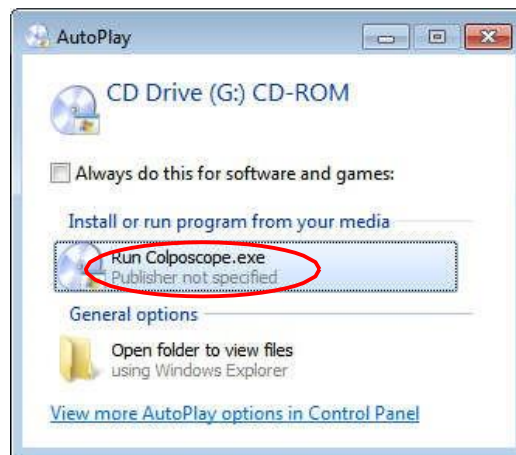 AutoPlay
CD Drive (G:) CD-ROM
Always do this for software and games:
Install or run program from your media
Run Colposcope.exe
Publisher not specified
General options
Open folder to view files
using Windows Explorer
View more AutoPlay options in Control Panel